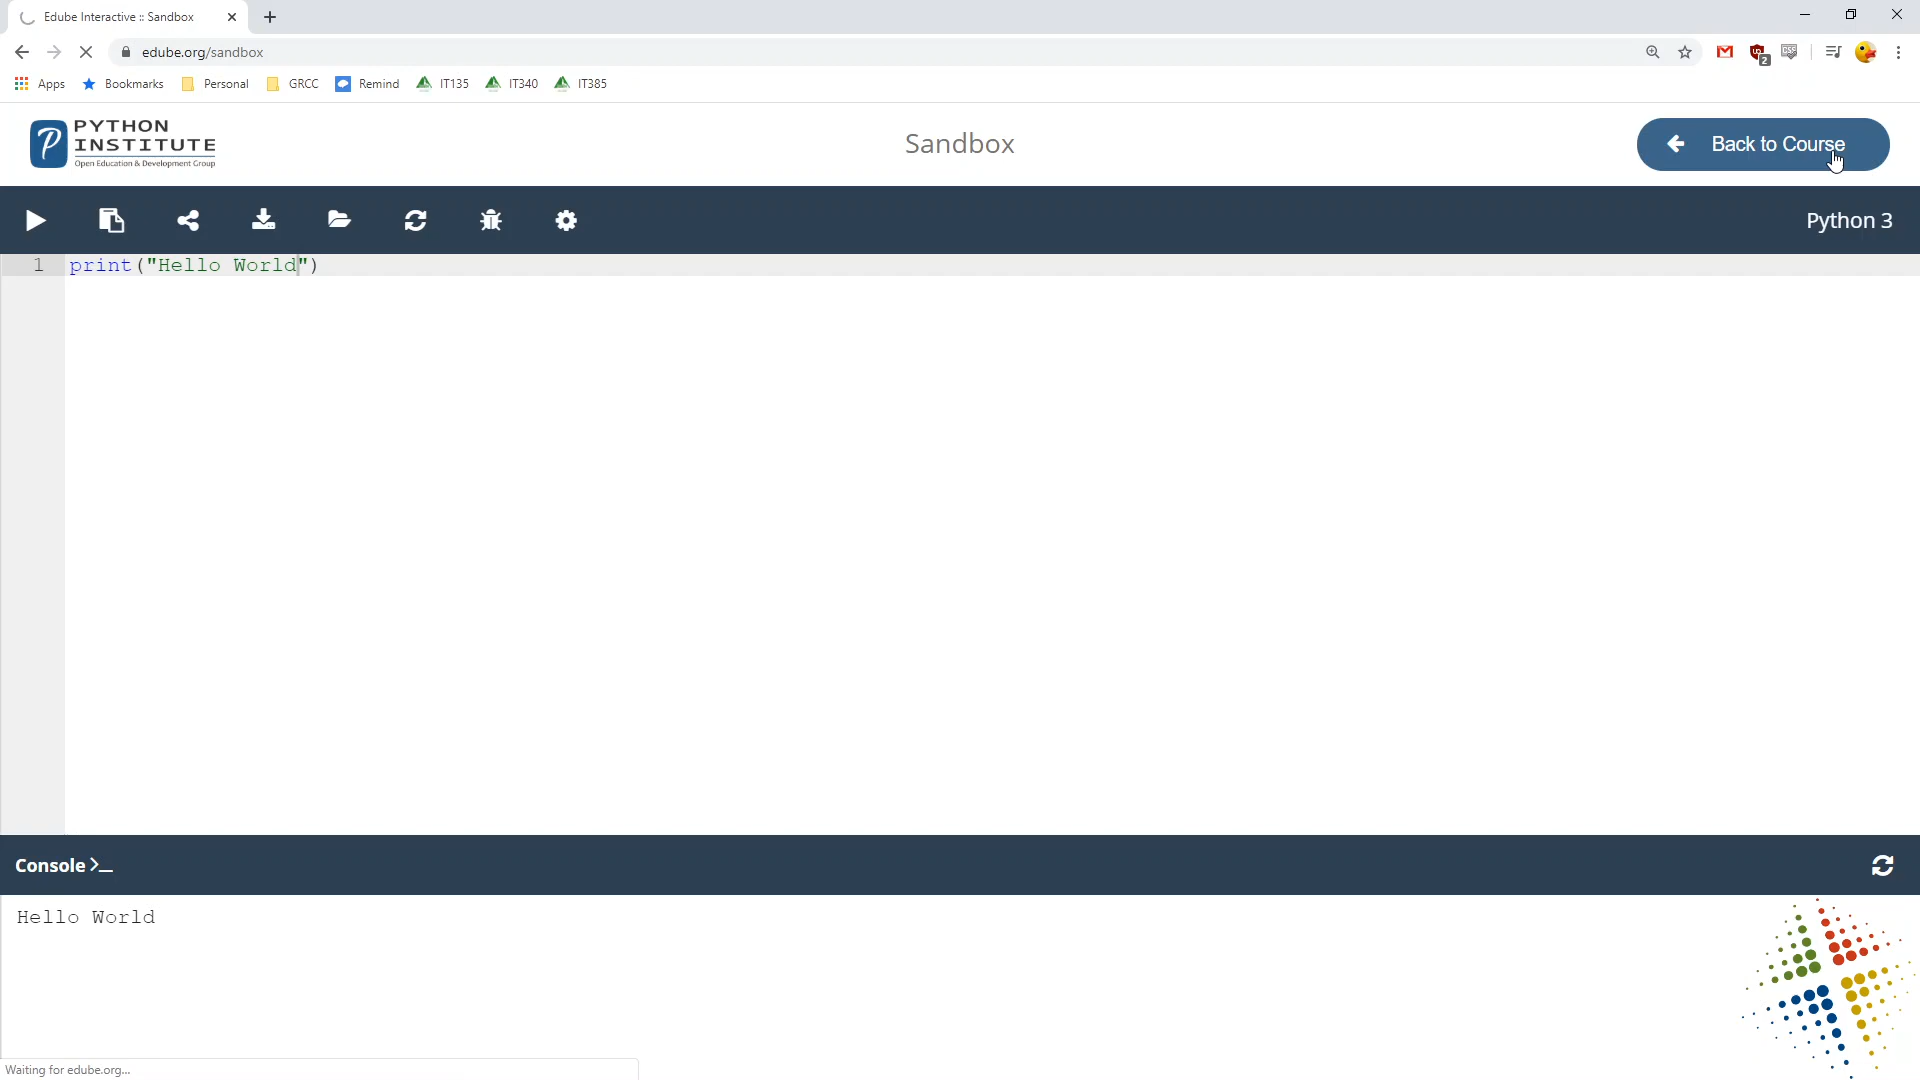 Edube Interactive :: Sandbox
edube.org/sandbox
2
Apps Bookmarks Personal GRCC Remind IT135 IT340 IT385
PYTHON
INSTITUTE
Open Education & Development Group
Sandbox
Back to Course
Python 3
1 print("Hello World")
Console >_
Hello World
Waiting for edube.org...